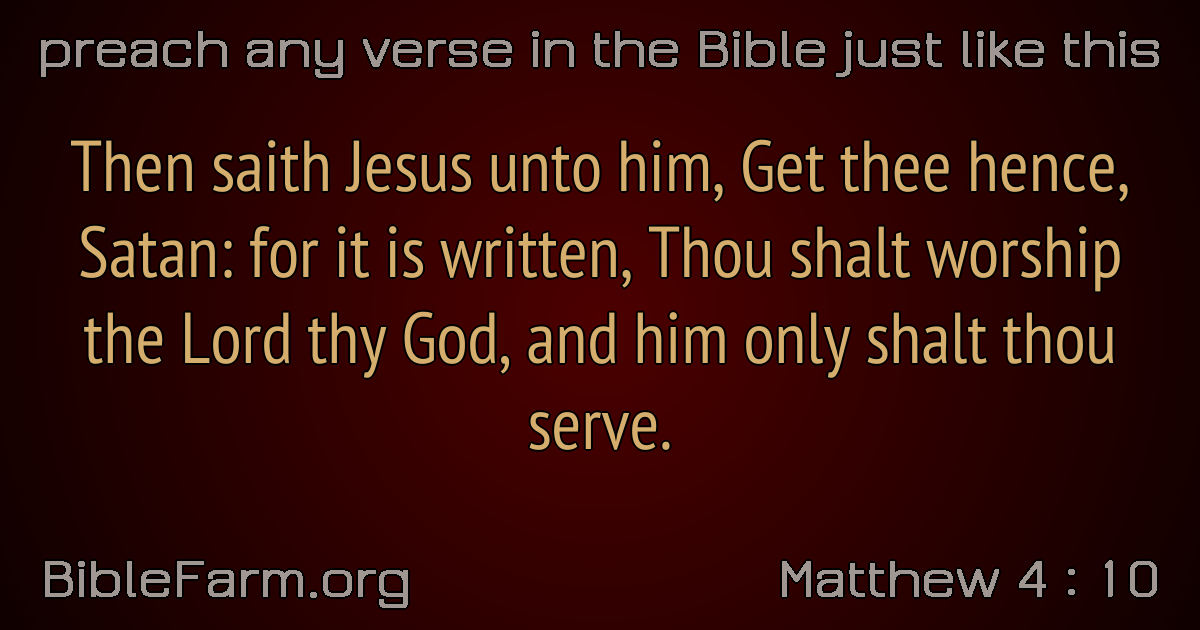 preach any verse in the Bible just like this
Then saith Jesus unto him, Get thee hence,
Satan: for it is written, Thou shalt worship
the Lord thy God, and him only shalt thou
serve.
BibleFarm.org
Matthew 4 : 10